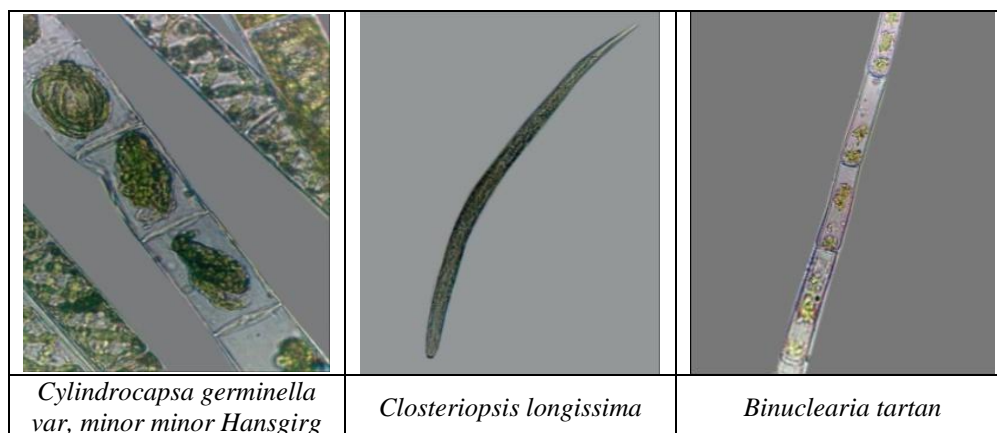 Cylindrocapsa germinella
var, minor minor Hansgirg
Closteriopsis longissima
Binuclearia tartan